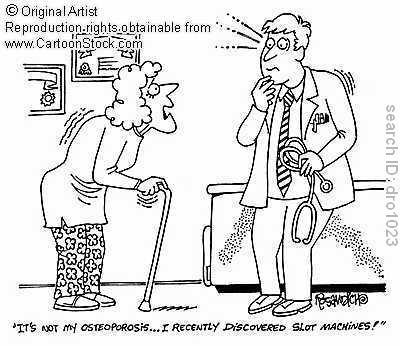 © Original Artist
Reproduction rights obtainable from
www.CartoonStock.com
search ID: dro1023
"IT'S NOT MY OSTEOPOROSIS... I RECENTLY DISCOVERED SLOT MACHINES!"